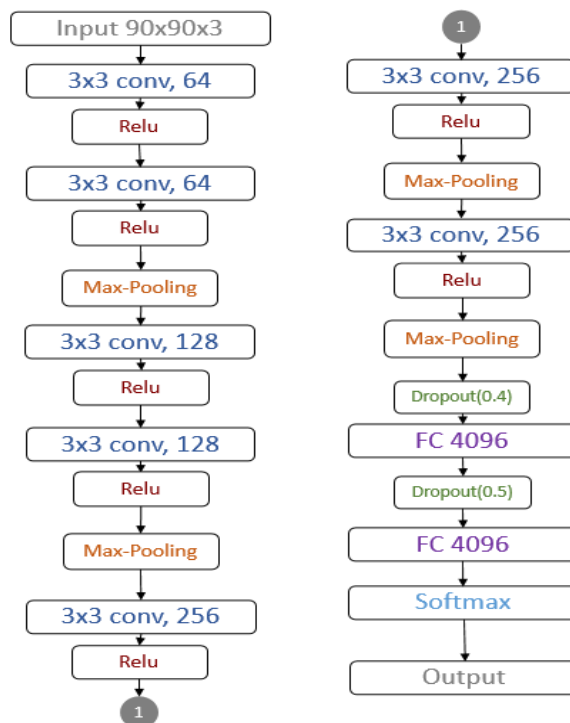 Input 90x90x3
3x3 conv, 64
Relu
3x3 conv, 64
Relu
Max-Pooling
3x3 conv, 128
Relu
3x3 conv, 128
Relu
Max-Pooling
3x3 conv, 256
Relu
1
1
3x3 conv, 256
Relu
Max-Pooling
3x3 conv, 256
Relu
Max-Pooling
Dropout(0.4)
FC 4096
Dropout(0.5)
FC 4096
Softmax
Output